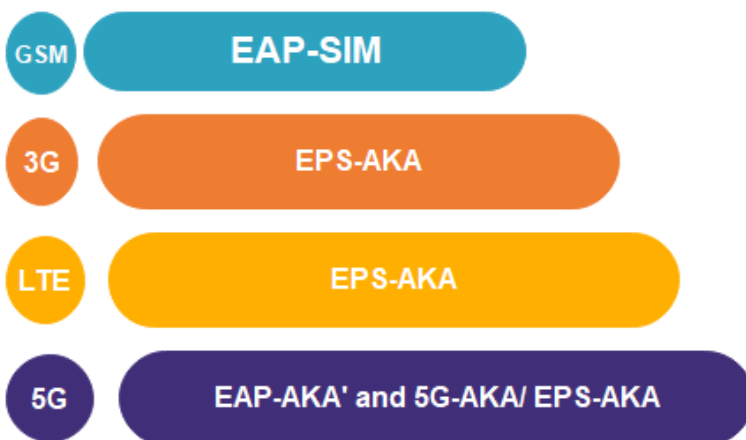 GSM EAP-SIM
3G EPS-AKA
LTE EPS-AKA
5G EAP-AKA' and 5G-AKA/ EPS-AKA